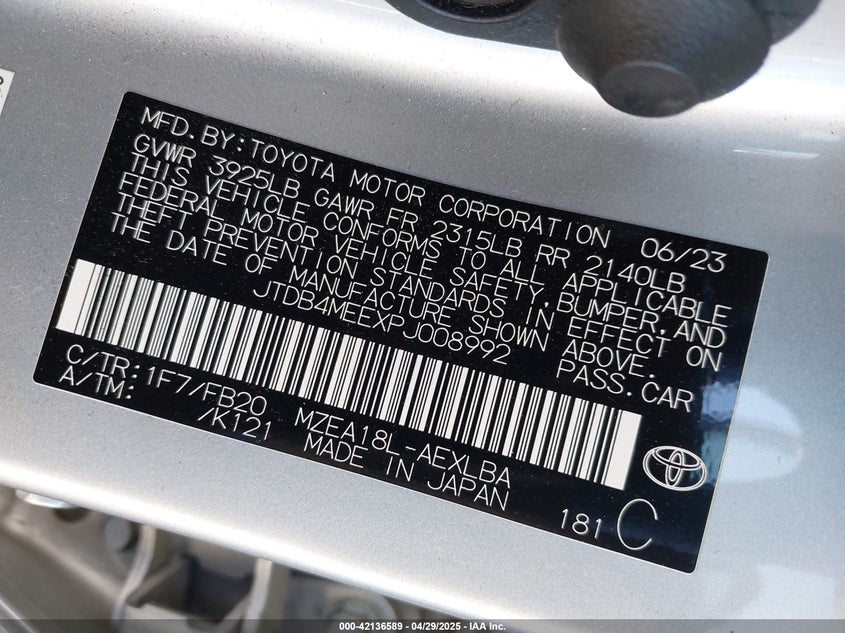 MFD. BY: TOYOTA MOTOR CORPORATION 06/23
GVWR 3925LB GAWR FR 2315LB RR 2140LB
THIS VEHICLE CONFORMS TO ALL APPLICABLE
FEDERAL MOTOR VEHICLE SAFETY, BUMPER, AND
THEFT PREVENTION STANDARDS IN EFFECT ON
THE DATE OF MANUFACTURE SHOWN ABOVE.
JTDB4MEEXPJ008992 PASS. CAR
C/TR: 1F7/FB20 MZEA18L-AEXLBA
A/TM: /K121 MADE IN JAPAN
181 C
000-42136589 - 04/29/2025 - IAA Inc.